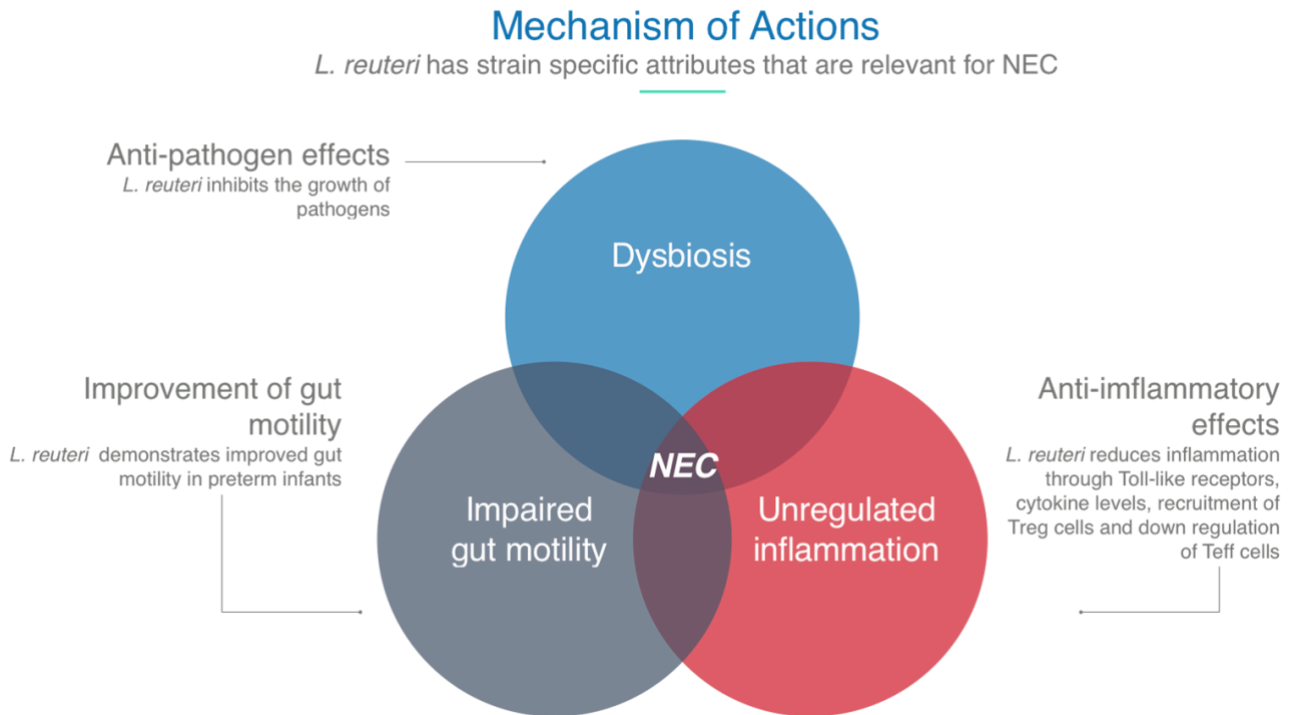 Mechanism of Actions
L. reuteri has strain specific attributes that are relevant for NEC
Anti-pathogen effects
L. reuteri inhibits the growth of
pathogens
Dysbiosis
Improvement of gut
motility
L. reuteri demonstrates improved gut
motility in preterm infants
Anti-imflammatory
effects
L. reuteri reduces inflammation
through Toll-like receptors,
cytokine levels, recruitment of
Treg cells and down regulation
of Teff cells
NEC
Impaired
gut motility
Unregulated
inflammation